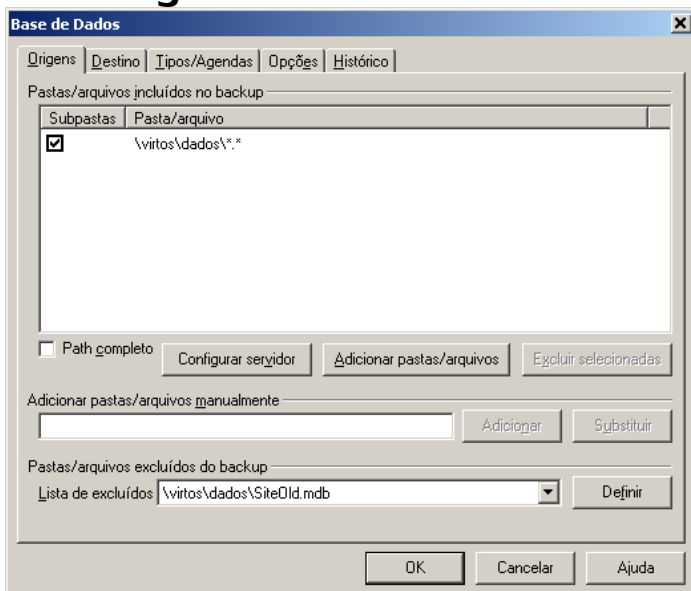 Base de Dados
Origens Destino Tipos/Agendas Opções Histórico
Pastas/arquivos incluídos no backup
Subpastas Pasta/arquivo
\virtos\dados\*.*
Path completo Configurar servidor Adicionar pastas/arquivos Excluir selecionadas
Adicionar pastas/arquivos manualmente
Adicionar Substituir
Pastas/arquivos excluídos do backup
Lista de excluídos \virtos\dados\SiteOld.mdb Definir
OK Cancelar Ajuda